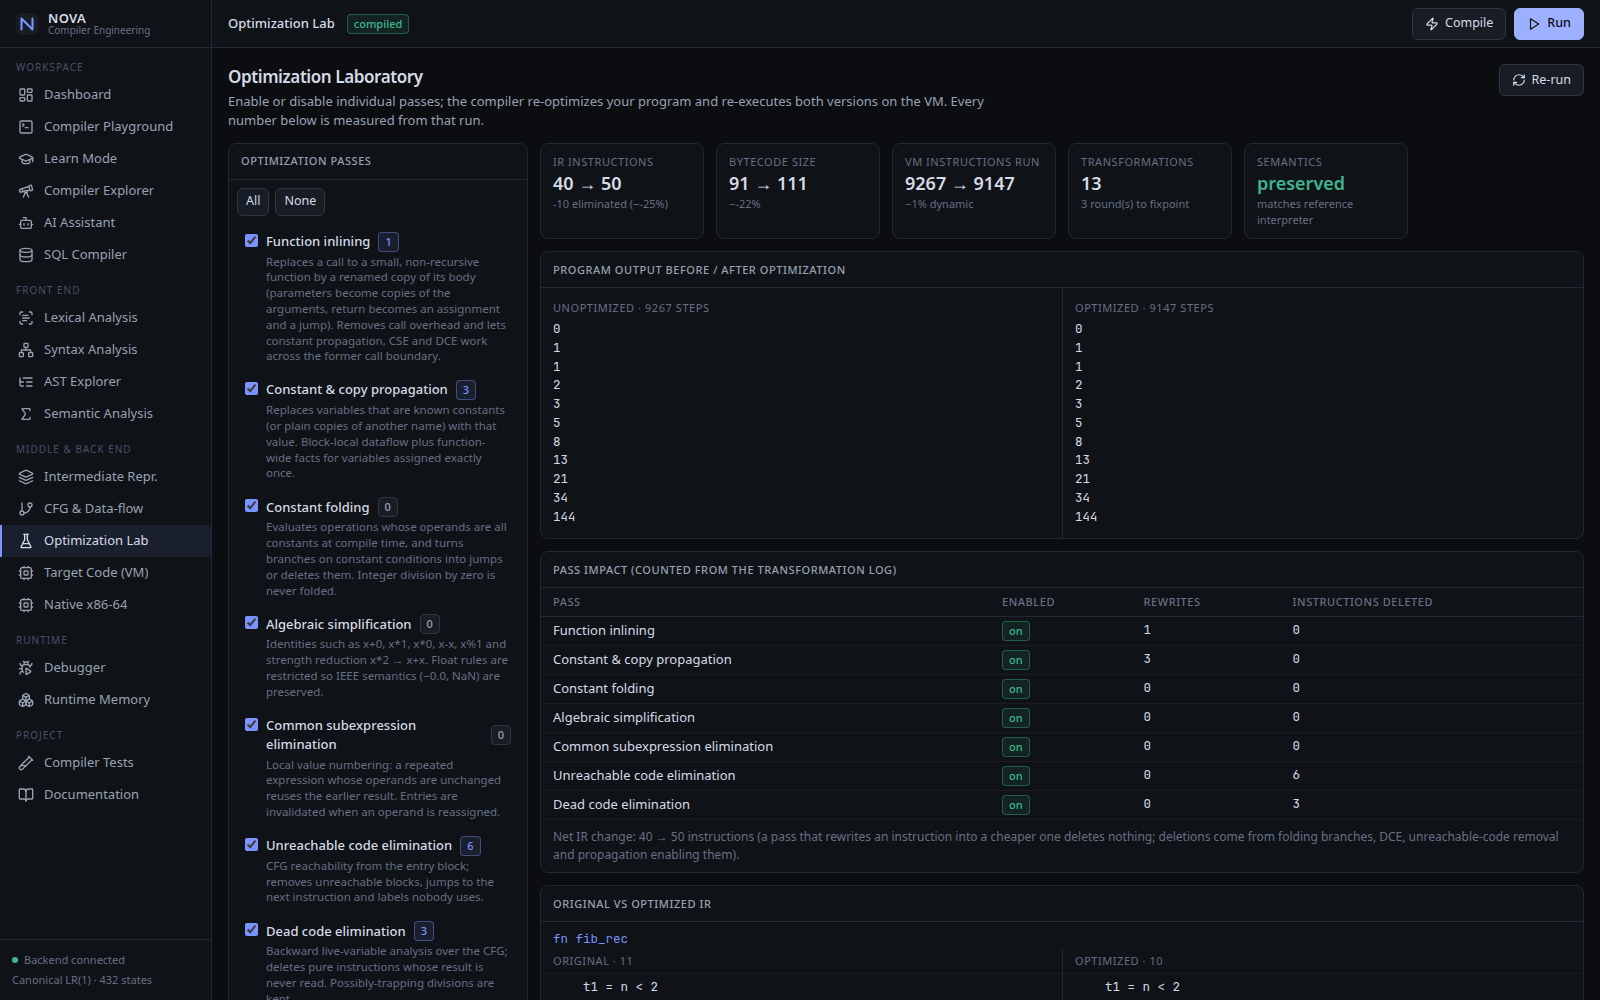 NOVA
Compiler Engineering
WORKSPACE
Dashboard
Compiler Playground
Learn Mode
Compiler Explorer
AI Assistant
SQL Compiler
FRONT END
Lexical Analysis
Syntax Analysis
AST Explorer
Semantic Analysis
MIDDLE & BACK END
Intermediate Repr.
CFG & Data-flow
Optimization Lab
Target Code (VM)
Native x86-64
RUNTIME
Debugger
Runtime Memory
PROJECT
Compiler Tests
Documentation
Backend connected
Canonical LR(1) · 432 states
Optimization Lab compiled
Compile
Run
Optimization Laboratory
Enable or disable individual passes; the compiler re-optimizes your program and re-executes both versions on the VM. Every
number below is measured from that run.
Re-run
OPTIMIZATION PASSES
All None
Function inlining 1
Replaces a call to a small, non-recursive
function by a renamed copy of its body
(parameters become copies of the
arguments, return becomes an assignment
and a jump). Removes call overhead and lets
constant propagation, CSE and DCE work
across the former call boundary.
Constant & copy propagation 3
Replaces variables that are known constants
(or plain copies of another name) with that
value. Block-local dataflow plus function-
wide facts for variables assigned exactly
once.
Constant folding 0
Evaluates operations whose operands are all
constants at compile time, and turns
branches on constant conditions into jumps
or deletes them. Integer division by zero is
never folded.
Algebraic simplification 0
Identities such as x+0, x*1, x*0, x-x, x%1 and
strength reduction x*2 → x+x. Float rules are
restricted so IEEE semantics (−0.0, NaN) are
preserved.
Common subexpression
elimination 0
Local value numbering: a repeated
expression whose operands are unchanged
reuses the earlier result. Entries are
invalidated when an operand is reassigned.
Unreachable code elimination 6
CFG reachability from the entry block;
removes unreachable blocks, jumps to the
next instruction and labels nobody uses.
Dead code elimination 3
Backward live-variable analysis over the CFG;
deletes pure instructions whose result is
never read. Possibly-trapping divisions are
kept.
IR INSTRUCTIONS
40 → 50
-10 eliminated (−-25%)
BYTECODE SIZE
91 → 111
−-22%
VM INSTRUCTIONS RUN
9267 → 9147
−1% dynamic
TRANSFORMATIONS
13
3 round(s) to fixpoint
SEMANTICS
preserved
matches reference
interpreter
PROGRAM OUTPUT BEFORE / AFTER OPTIMIZATION
UNOPTIMIZED · 9267 STEPS
0
1
1
2
3
5
8
13
21
34
144
OPTIMIZED · 9147 STEPS
0
1
1
2
3
5
8
13
21
34
144
PASS IMPACT (COUNTED FROM THE TRANSFORMATION LOG)
PASS ENABLED REWRITES INSTRUCTIONS DELETED
Function inlining on 1 0
Constant & copy propagation on 3 0
Constant folding on 0 0
Algebraic simplification on 0 0
Common subexpression elimination on 0 0
Unreachable code elimination on 0 6
Dead code elimination on 0 3
Net IR change: 40 → 50 instructions (a pass that rewrites an instruction into a cheaper one deletes nothing; deletions come from folding branches, DCE, unreachable-code removal
and propagation enabling them).
ORIGINAL VS OPTIMIZED IR
fn fib_rec
ORIGINAL · 11
t1 = n < 2
OPTIMIZED · 10
t1 = n < 2